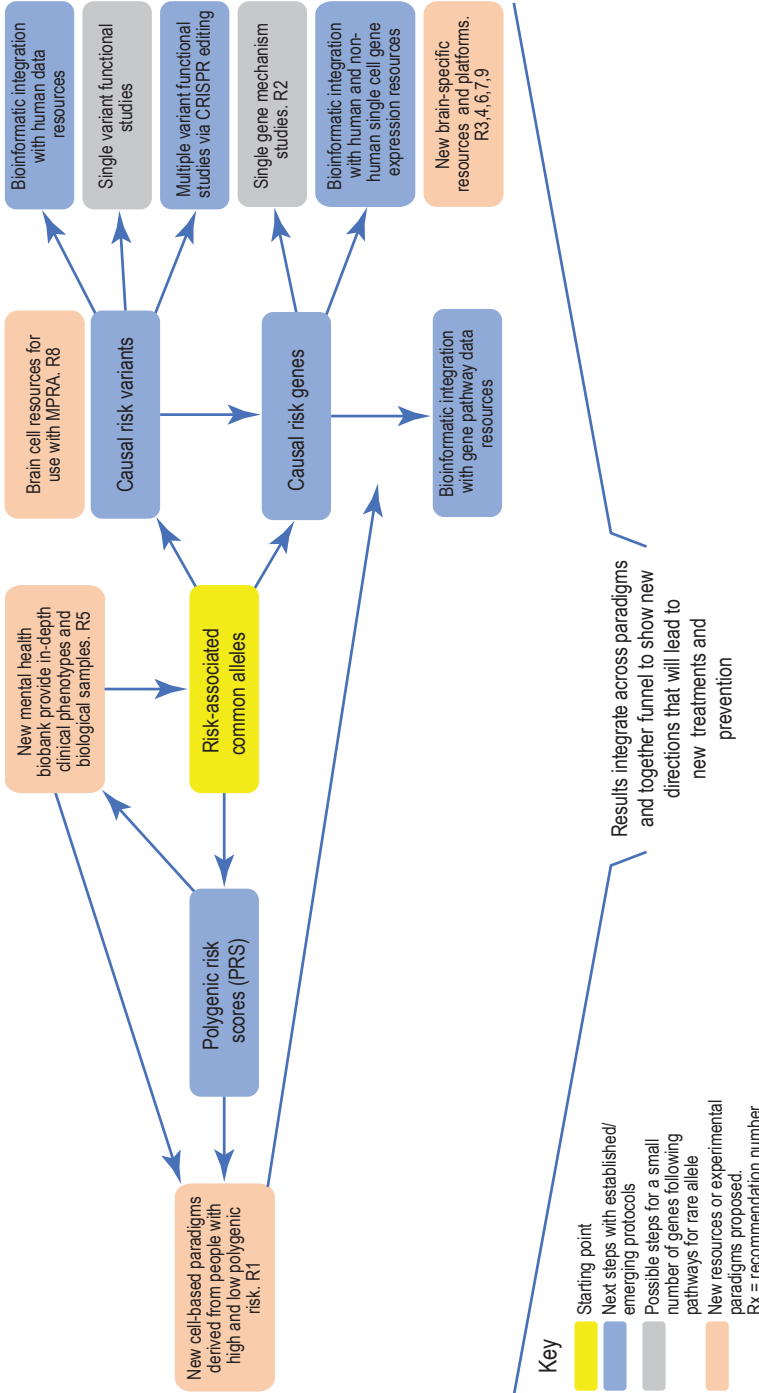 New cell-based paradigms
derived from people with
high and low polygenic
risk. R1
Polygenic risk
scores (PRS)
New mental health
biobank provide in-depth
clinical phenotypes and
biological samples. R5
Risk-associated
common alleles
Brain cell resources for
use with MPRA. R8
Causal risk variants
Causal risk genes
Bioinformatic integration
with gene pathway data
resources
Bioinformatic integration
with human data
resources
Single variant functional
studies
Multiple variant functional
studies via CRISPR editing
Single gene mechanism
studies. R2
Bioinformatic integration
with human and non-
human single cell gene
expression resources
New brain-specific
resources and platforms.
R3,4,6,7,9
Results integrate across paradigms
and together funnel to show new
directions that will lead to
new treatments and
prevention
Key
Starting point
Next steps with established/
emerging protocols
Possible steps for a small
number of genes following
pathways for rare allele
New resources or experimental
paradigms proposed.
Rx = recommendation number